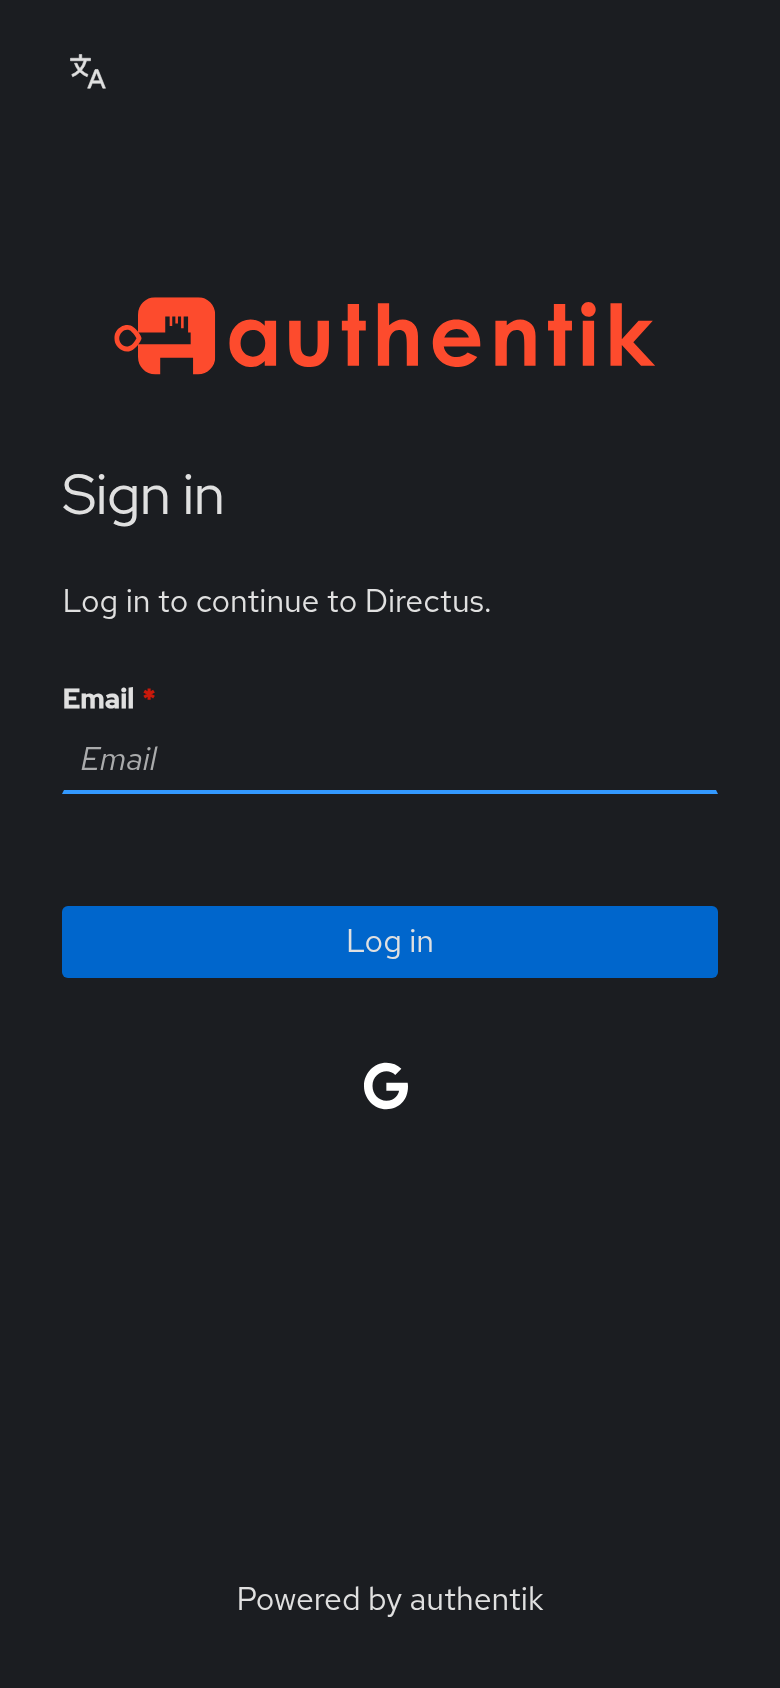 authentik
Sign in
Log in to continue to Directus.
Email *
Email
Log in
Powered by authentik